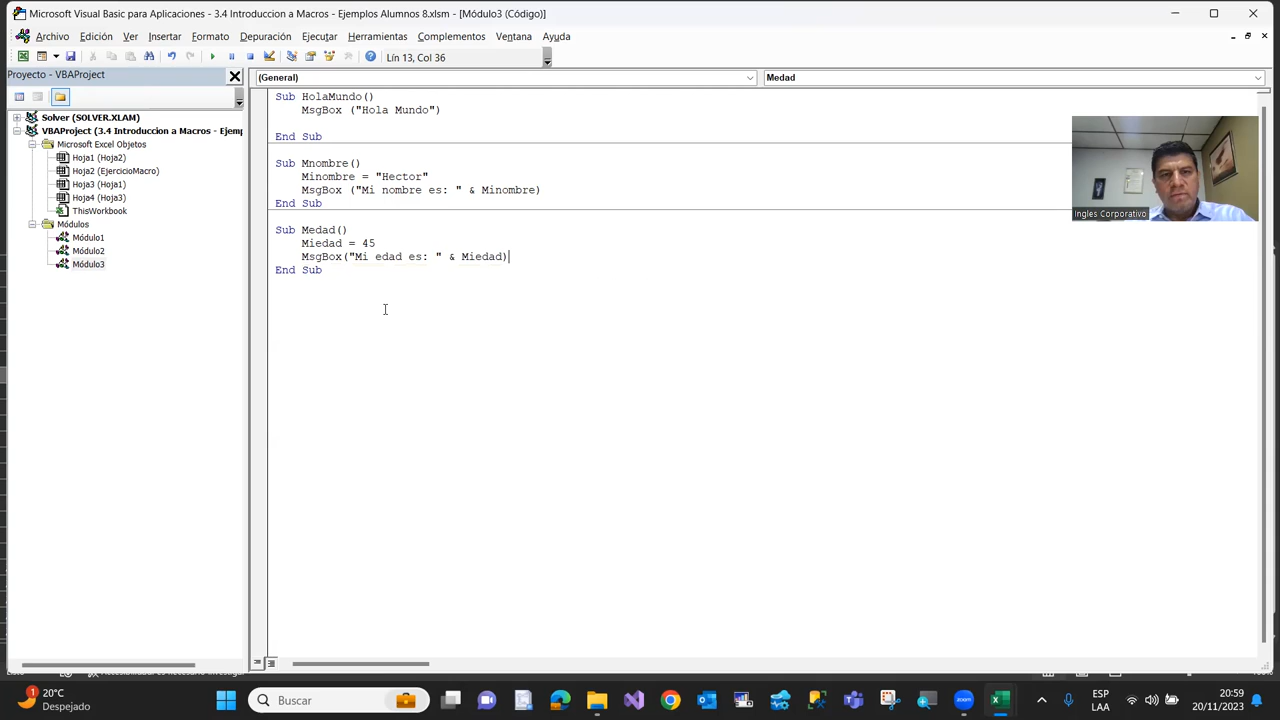 Microsoft Visual Basic para Aplicaciones - 3.4 Introduccion a Macros - Ejemplos Alumnos 8.xlsm - [Módulo3 (Código)]
Archivo Edición Ver Insertar Formato Depuración Ejecutar Herramientas Complementos Ventana Ayuda
Lín 13, Col 36
Proyecto - VBAProject
(General) Medad
Solver (SOLVER.XLAM)
VBAProject (3.4 Introduccion a Macros - Ejemp
Microsoft Excel Objetos
Hoja1 (Hoja2)
Hoja2 (EjercicioMacro)
Hoja3 (Hoja1)
Hoja4 (Hoja3)
ThisWorkbook
Módulos
Módulo1
Módulo2
Módulo3
Sub HolaMundo()
MsgBox ("Hola Mundo")
End Sub
Sub Mnombre()
Minombre = "Hector"
MsgBox ("Mi nombre es: " & Minombre)
End Sub
Sub Medad()
Miedad = 45
MsgBox("Mi edad es: " & Miedad)
End Sub
Ingles Corporativo
1
20°C
Despejado
Buscar
ESP
LAA
20:59
20/11/2023